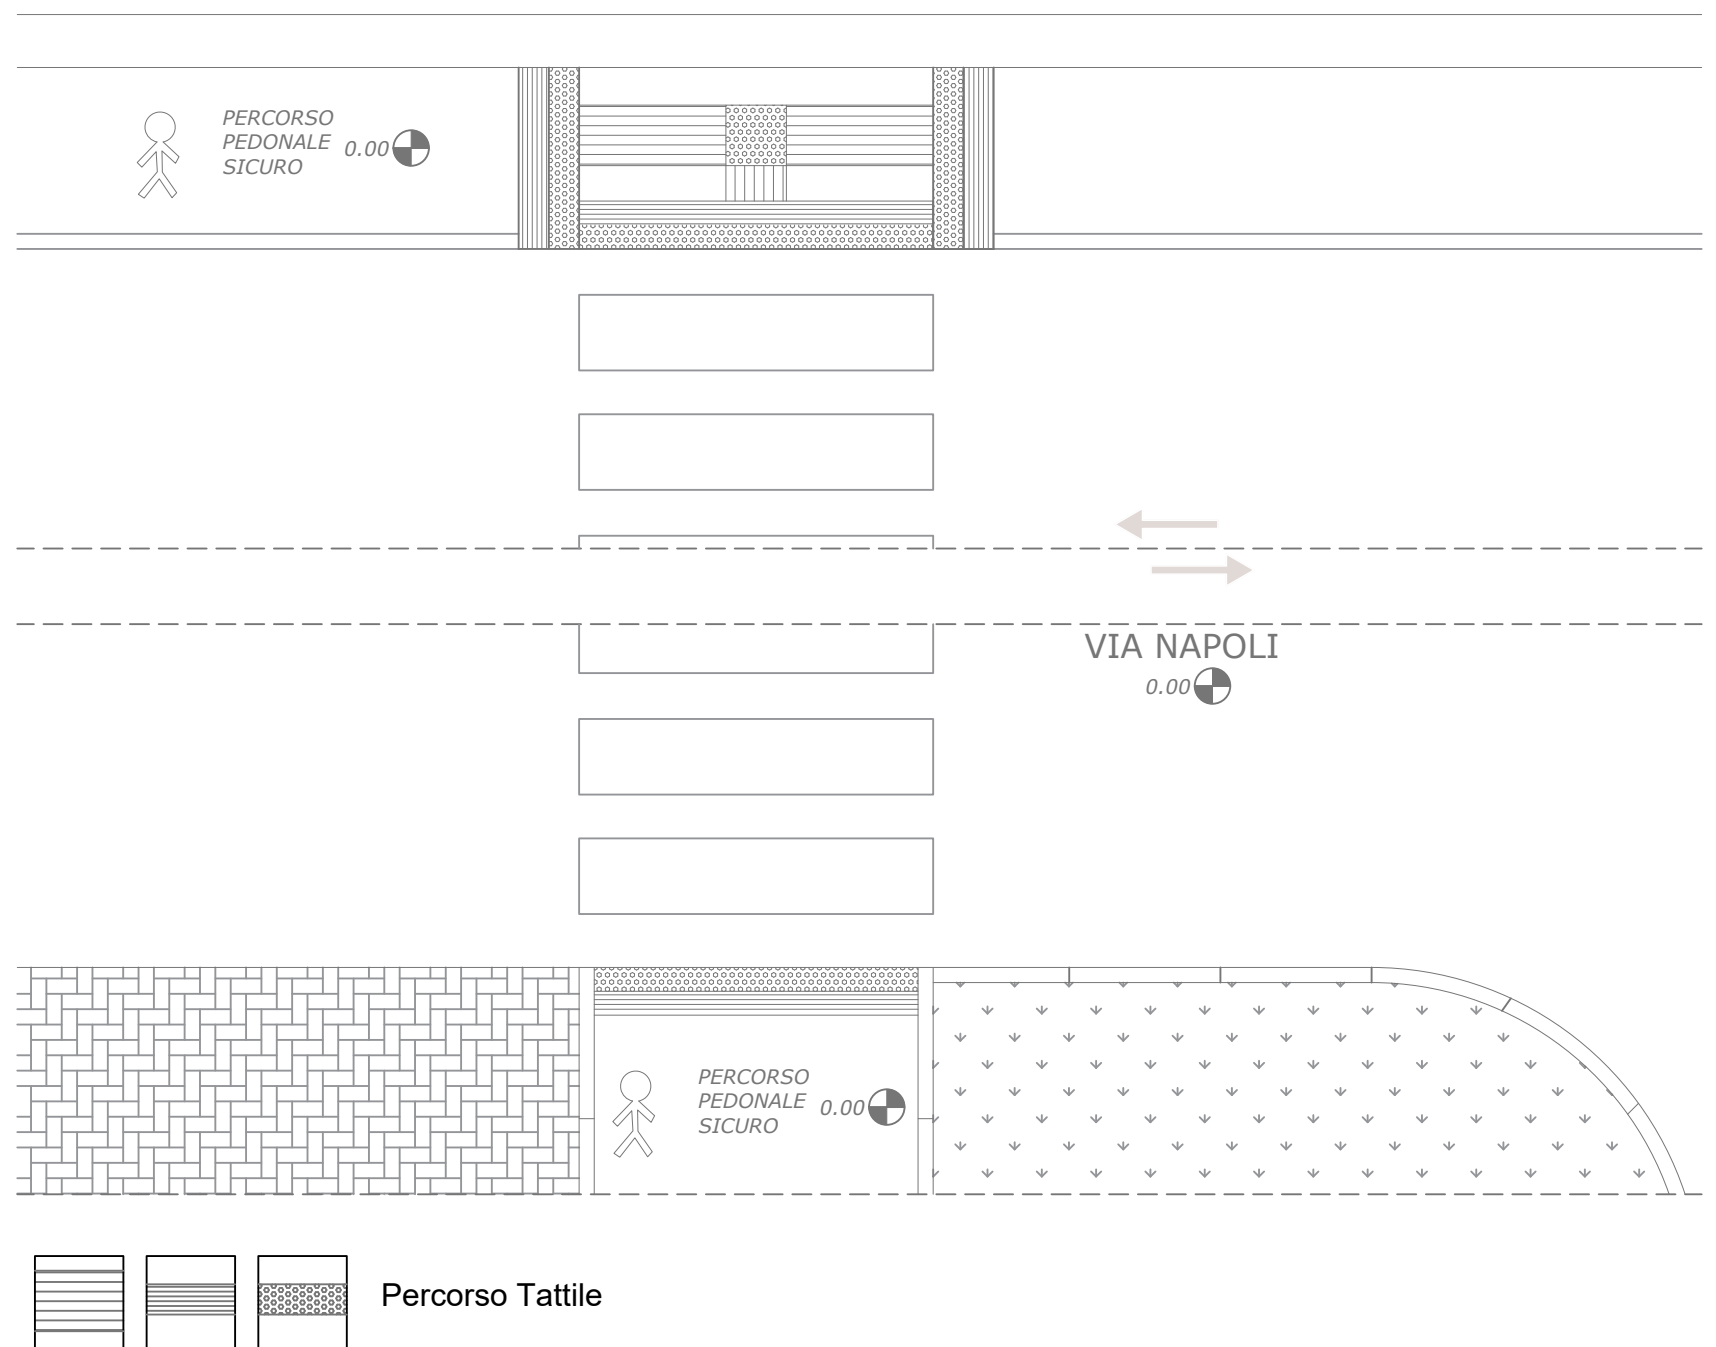 PERCORSO
PEDONALE 0.00
SICURO
VIA NAPOLI
0.00
PERCORSO
PEDONALE 0.00
SICURO
Percorso Tattile